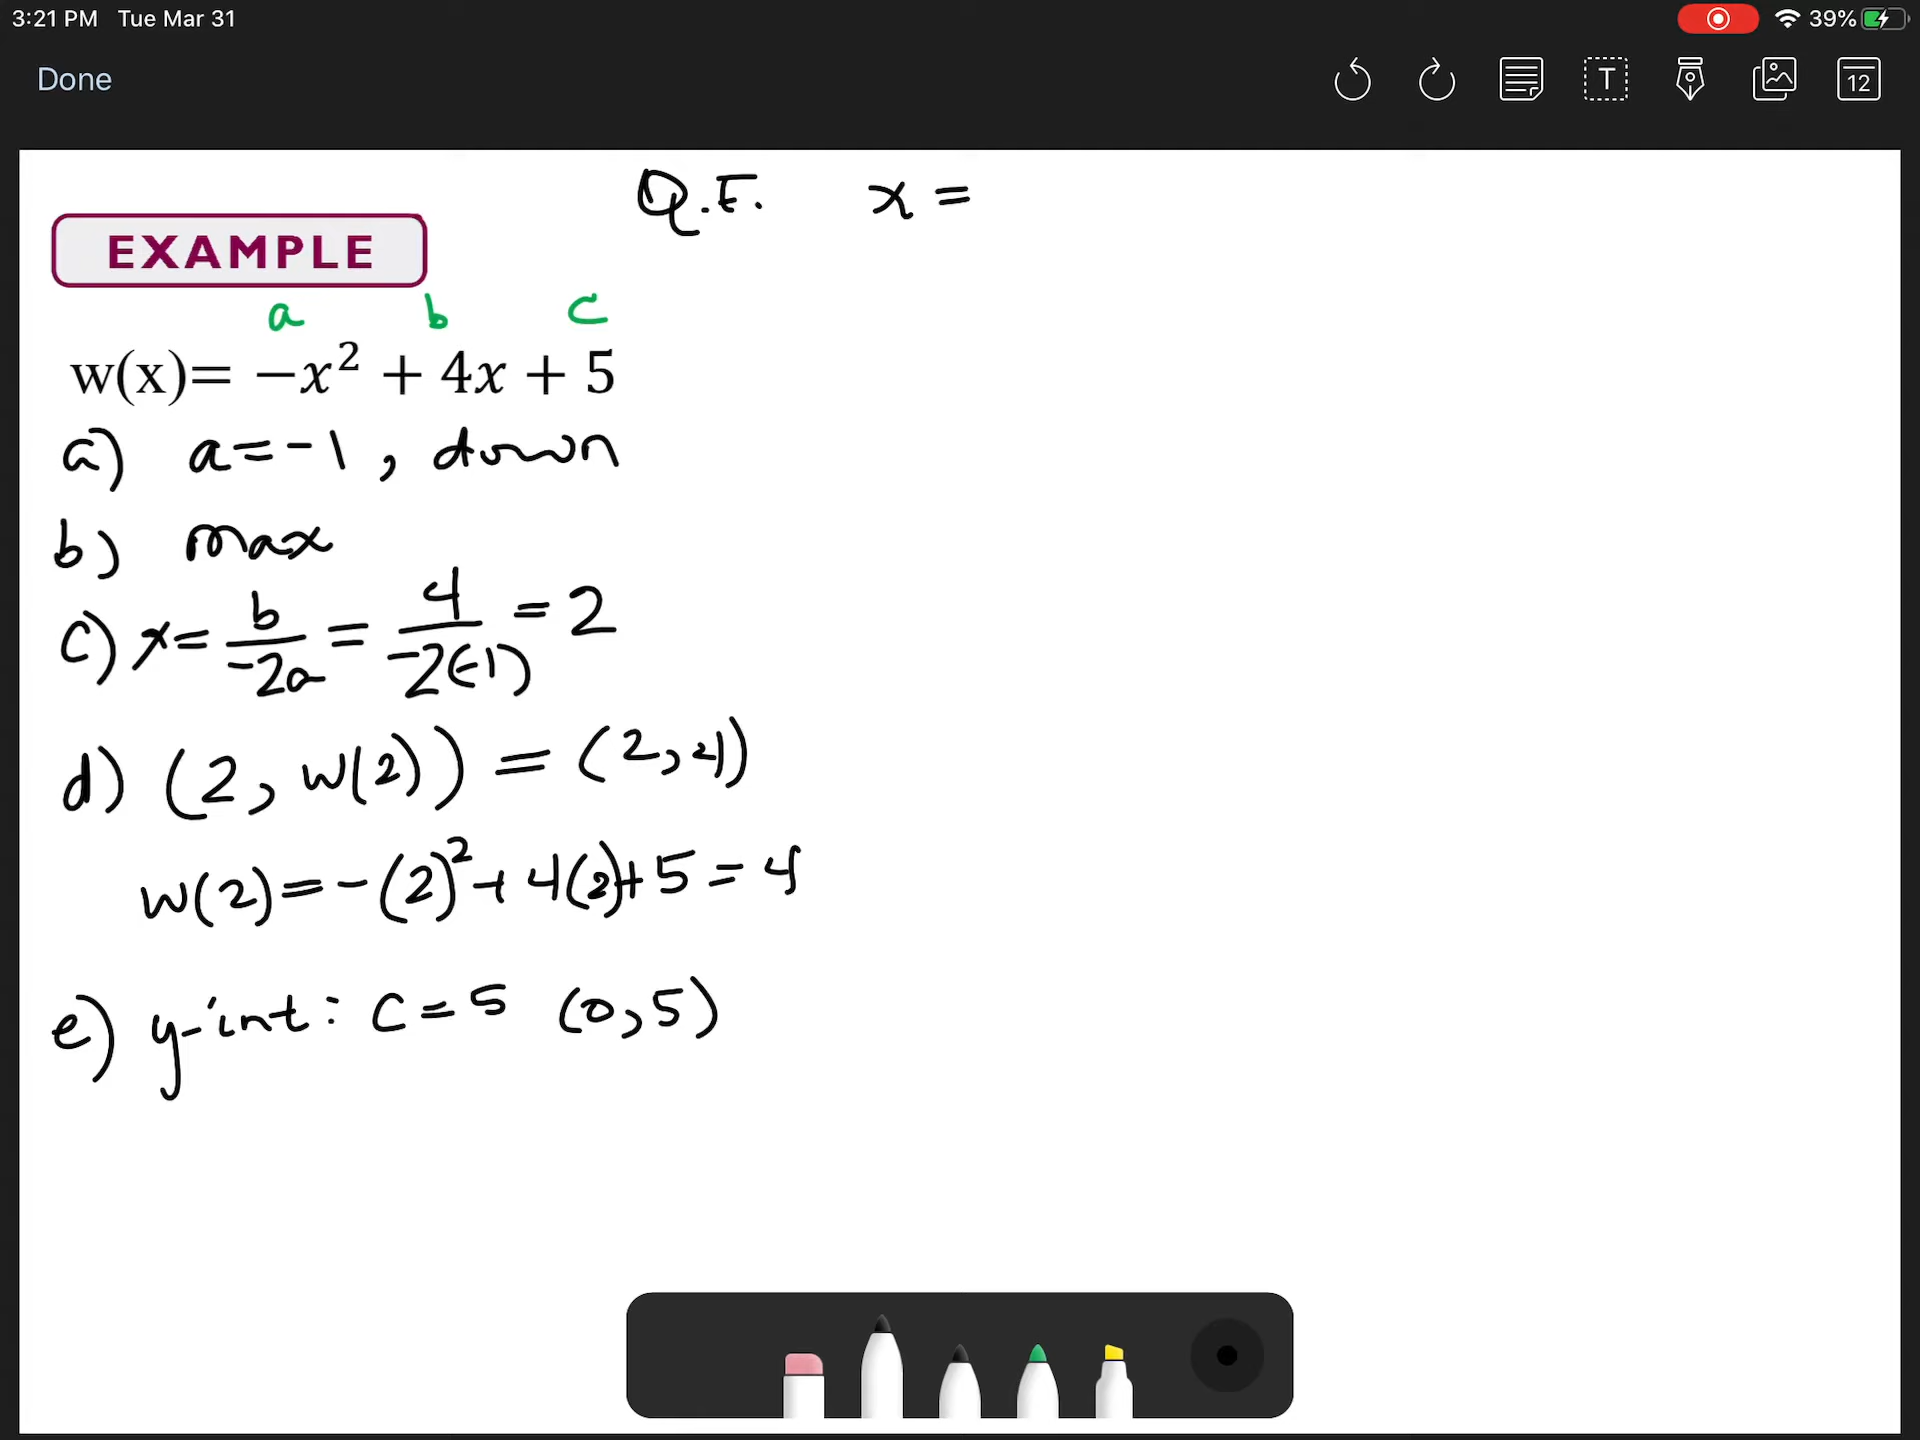 3:21 PM Tue Mar 31
39%
Done
T
12
Q.F. x =
EXAMPLE
a b c
w(x)= −x² + 4x + 5
a) a = -1 , down
b) max
c) x = b/-2a = 4/-2(-1) = 2
d) (2, w(2)) = (2, 4)
w(2) = -(2)² + 4(2) + 5 = 4
e) y-int: c = 5 (0, 5)